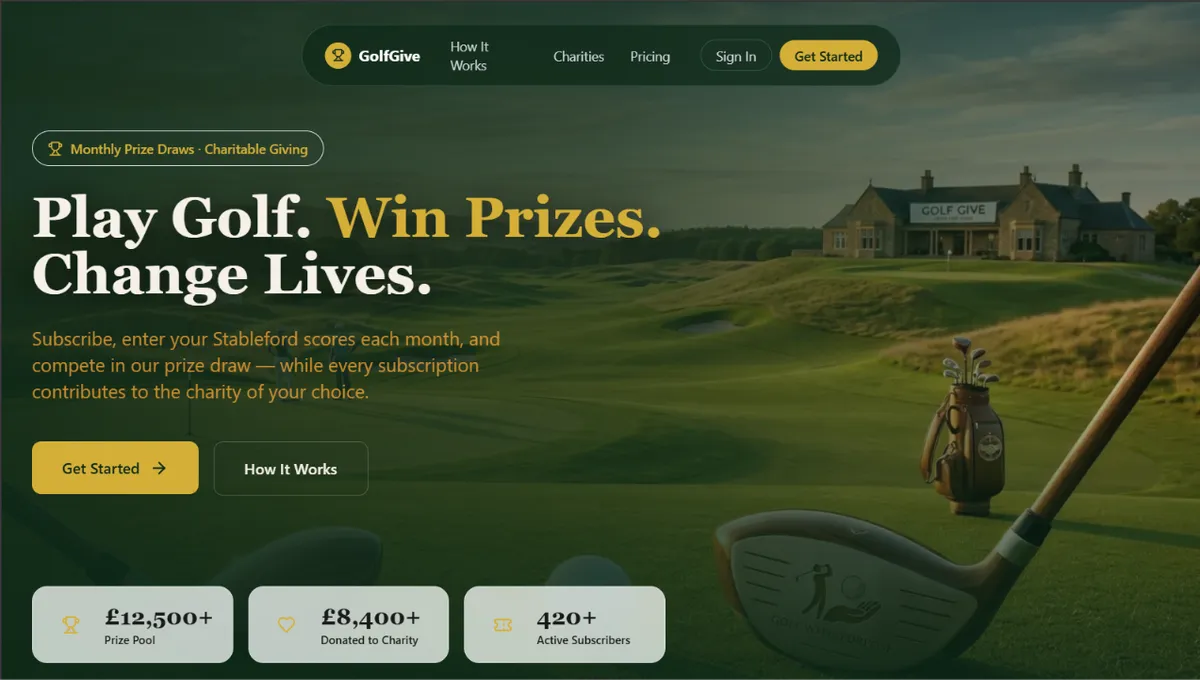 GolfGive
How It
Works
Charities
Pricing
Sign In
Get Started
Monthly Prize Draws · Charitable Giving
Play Golf. Win Prizes.
Change Lives.
GOLF GIVE
Subscribe, enter your Stableford scores each month, and
compete in our prize draw — while every subscription
contributes to the charity of your choice.
Get Started →
How It Works
£12,500+
Prize Pool
£8,400+
Donated to Charity
420+
Active Subscribers